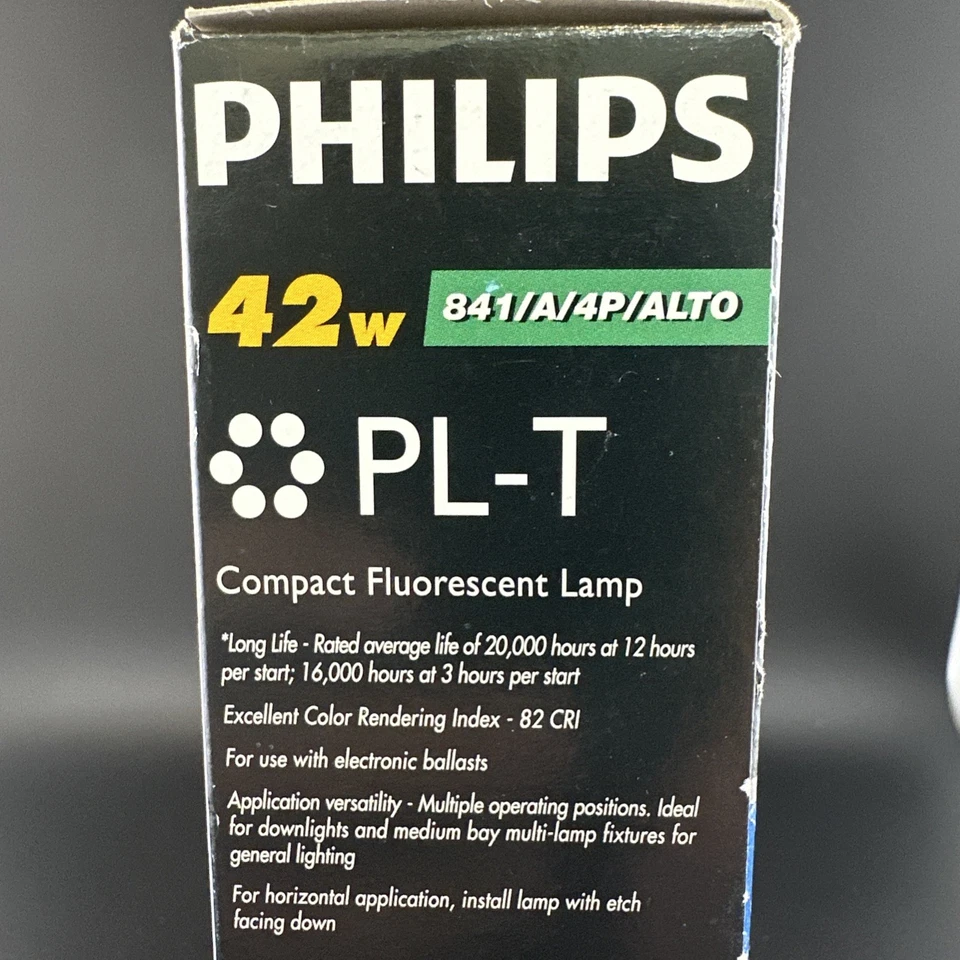 PHILIPS
42w 841/A/4P/ALTO
PL-T
Compact Fluorescent Lamp
*Long Life - Rated average life of 20,000 hours at 12 hours
per start; 16,000 hours at 3 hours per start
Excellent Color Rendering Index - 82 CRI
For use with electronic ballasts
Application versatility - Multiple operating positions. Ideal
for downlights and medium bay multi-lamp fixtures for
general lighting
For horizontal application, install lamp with etch
facing down